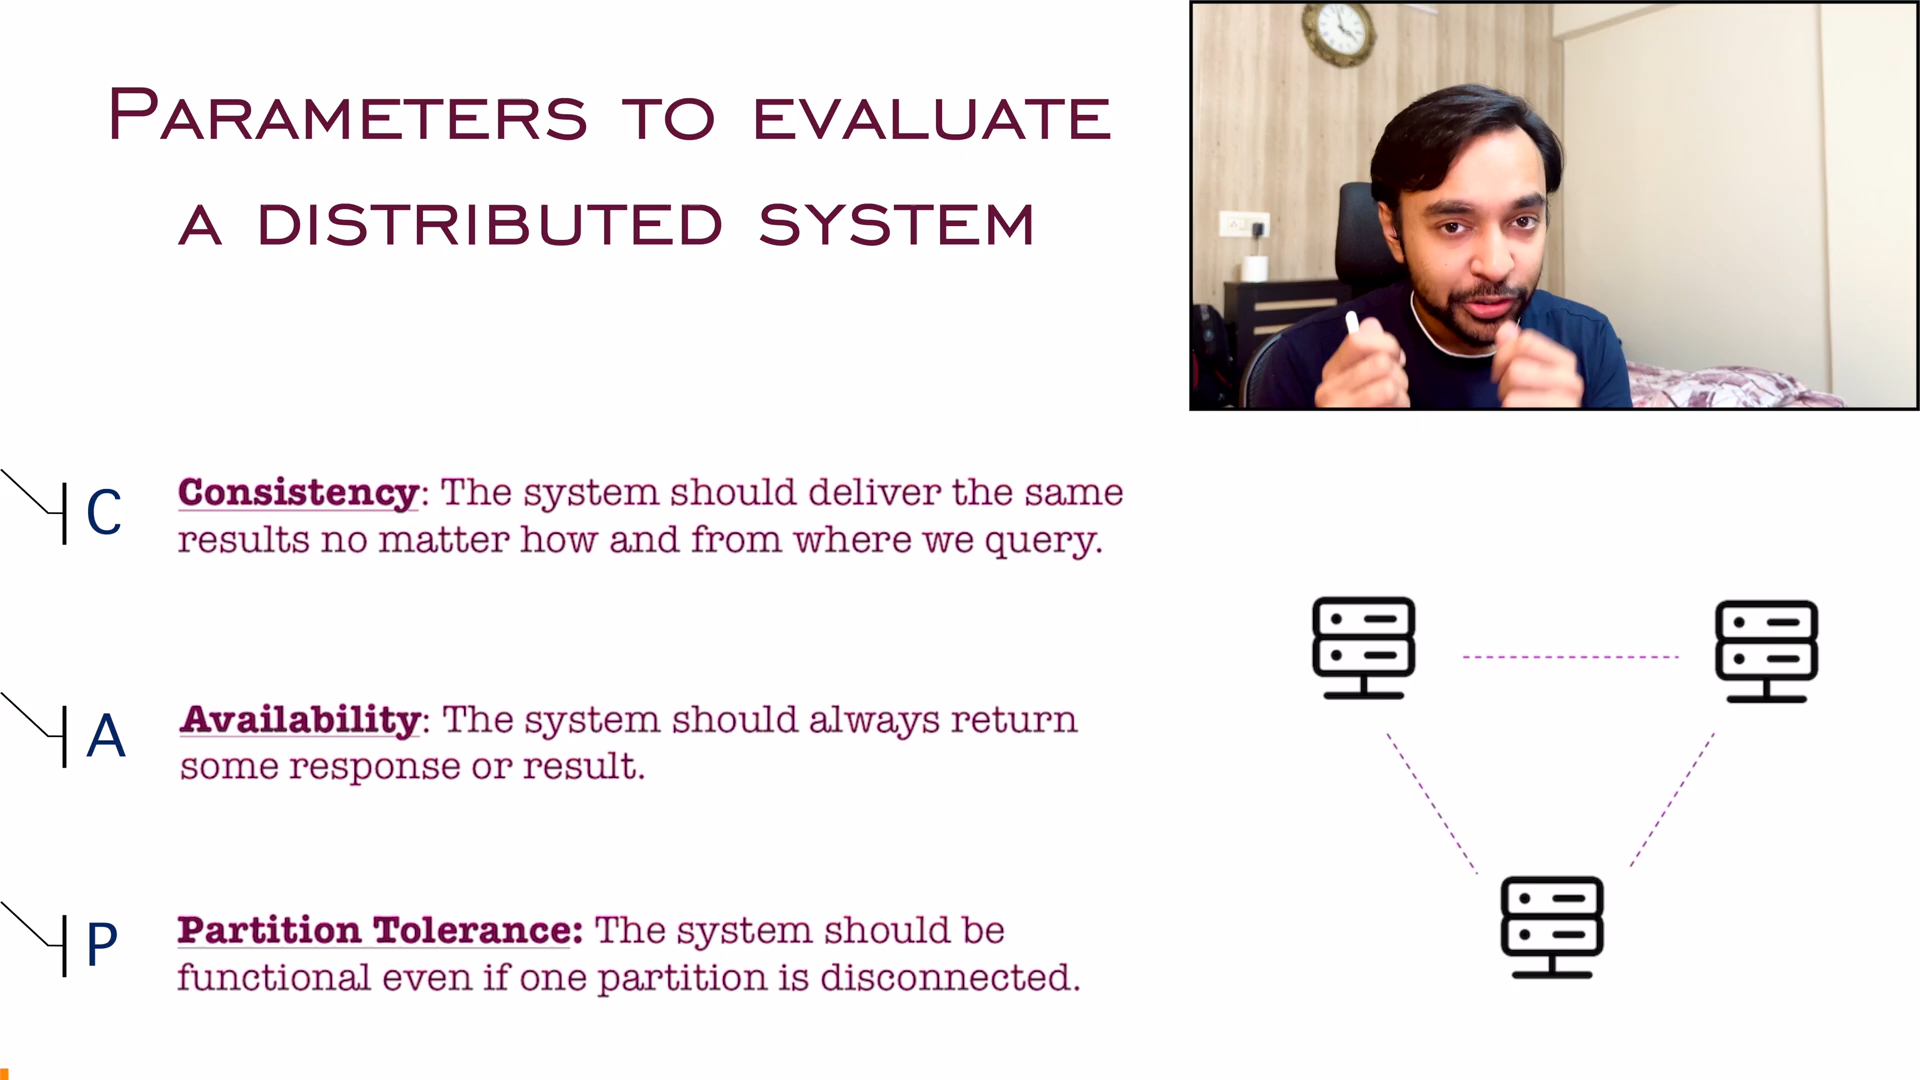 PARAMETERS TO EVALUATE
A DISTRIBUTED SYSTEM
C
Consistency: The system should deliver the same
results no matter how and from where we query.
A
Availability: The system should always return
some response or result.
P
Partition Tolerance: The system should be
functional even if one partition is disconnected.